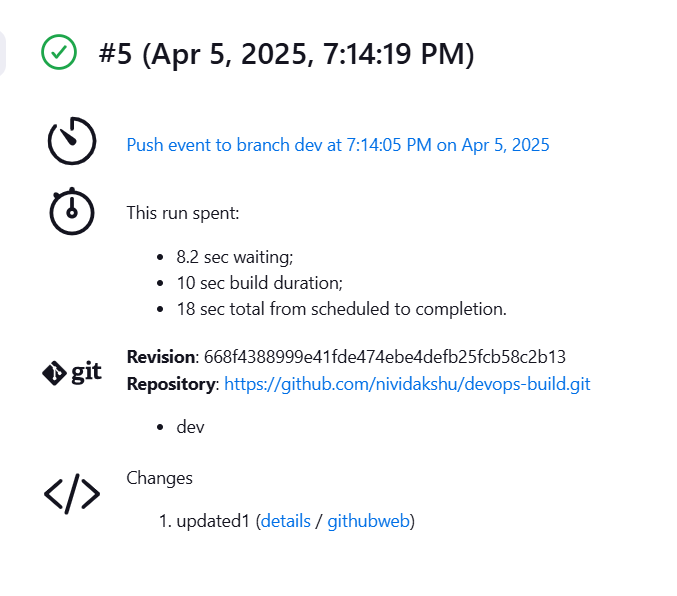 #5 (Apr 5, 2025, 7:14:19 PM)
Push event to branch dev at 7:14:05 PM on Apr 5, 2025
This run spent:
• 8.2 sec waiting;
• 10 sec build duration;
• 18 sec total from scheduled to completion.
git
Revision: 668f4388999e41fde474ebe4defb25fcb58c2b13
Repository: https://github.com/nividakshu/devops-build.git
• dev
Changes
1. updated1 (details / githubweb)